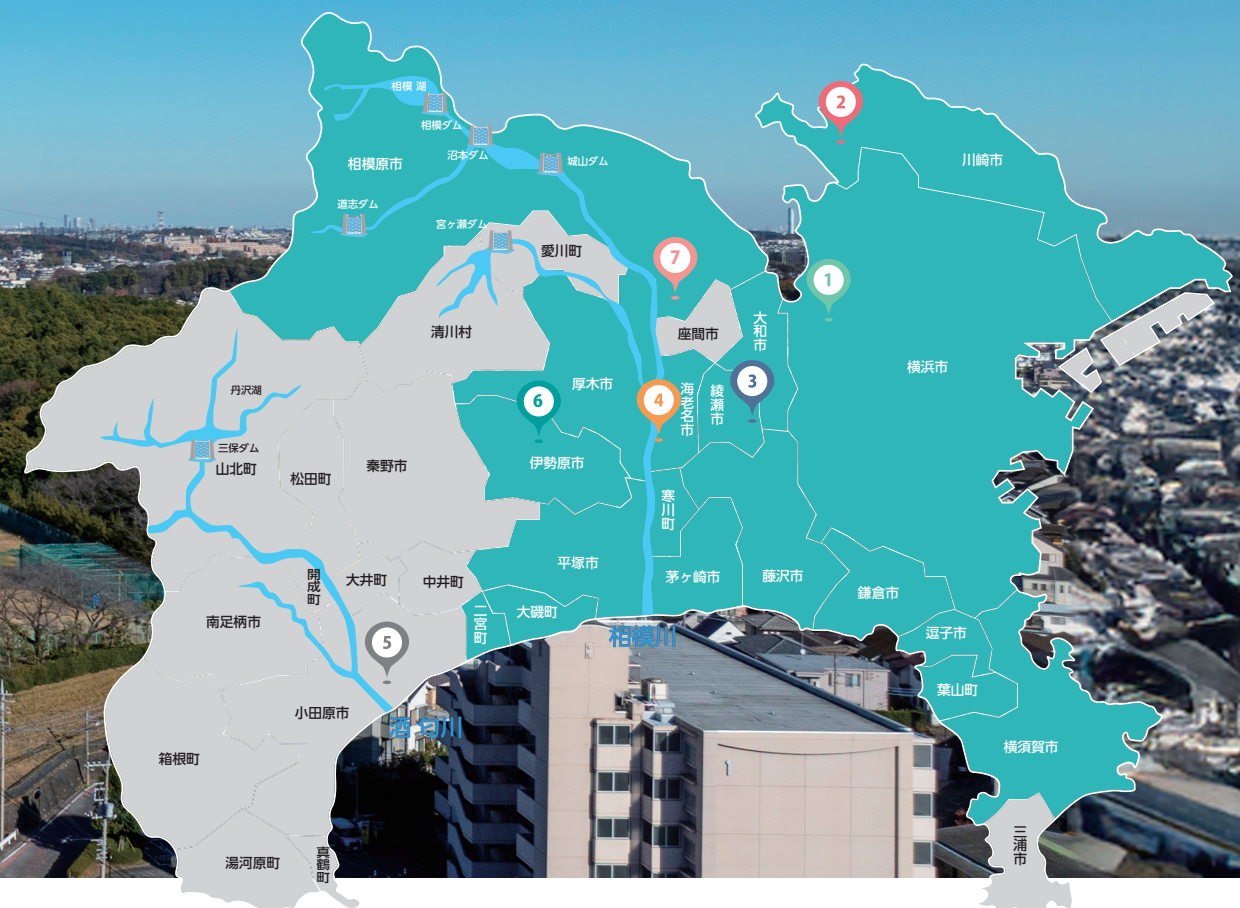 相模 湖
相模ダム
沼本ダム
城山ダム
相模原市
道志ダム
宮ヶ瀬ダム
愛川町
2
川崎市
7
1
清川村
座間市
大和市
横浜市
丹沢湖
厚木市
海老名市
綾瀬市
3
4
6
三保ダム
山北町
松田町
秦野市
伊勢原市
寒川町
開成町
大井町
中井町
平塚市
茅ヶ崎市
藤沢市
鎌倉市
南足柄市
二宮町
大磯町
相模川
逗子市
5
葉山町
小田原市
酒匂川
横須賀市
箱根町
湯河原町
真鶴町
三浦市